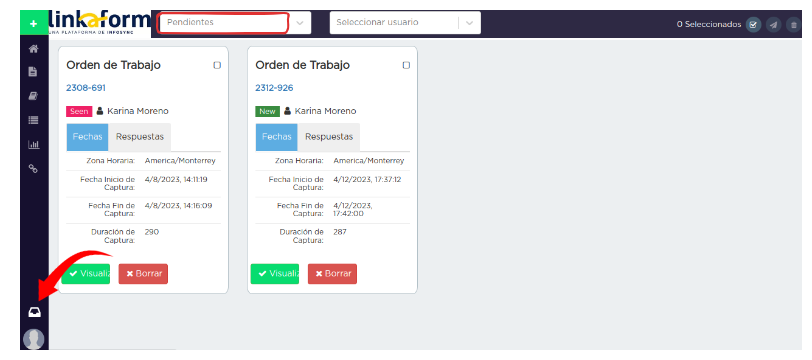 linkaform
UNA PLATAFORMA DE INFOSYNC
Pendientes
Seleccionar usuario
0 Seleccionados
Orden de Trabajo
2308-691
Seen Karina Moreno
Fechas Respuestas
Zona Horaria: America/Monterrey
Fecha Inicio de Captura: 4/8/2023, 14:11:19
Fecha Fin de Captura: 4/8/2023, 14:16:09
Duración de Captura: 290
Visualiz
Borrar
Orden de Trabajo
2312-926
New Karina Moreno
Fechas Respuestas
Zona Horaria: America/Monterrey
Fecha Inicio de Captura: 4/12/2023, 17:37:12
Fecha Fin de Captura: 4/12/2023, 17:42:00
Duración de Captura: 287
Visualiz
Borrar